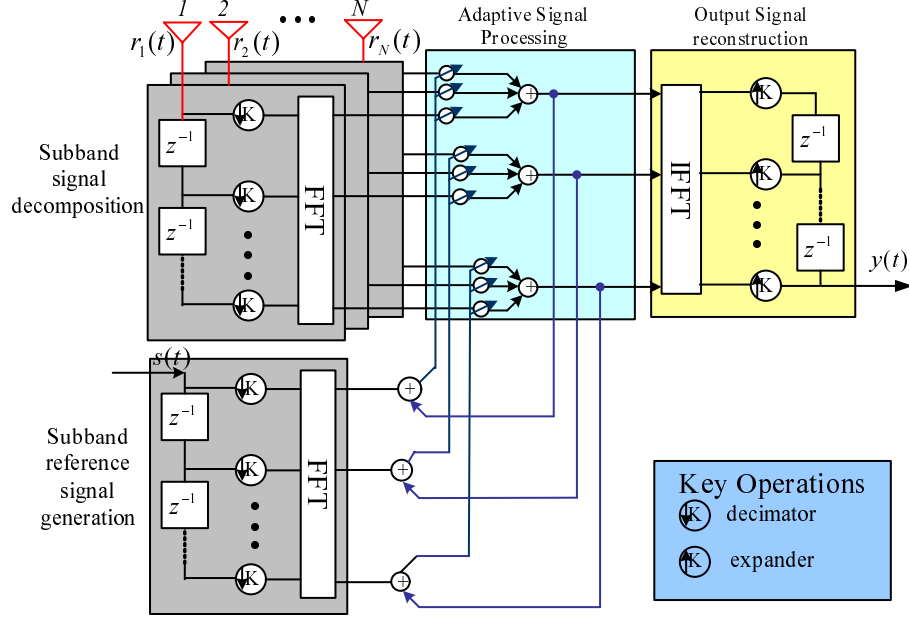 1 2 ... N
r₁(t) r₂(t) r_N(t)
Adaptive Signal
Processing
Output Signal
reconstruction
Subband
signal
decomposition
z⁻¹
z⁻¹
K
K
K
FFT
IFFT
K
K
K
z⁻¹
z⁻¹
y(t)
+
+
+
s(t)
Subband
reference
signal
generation
z⁻¹
z⁻¹
K
K
K
FFT
+
+
+
Key Operations
K decimator
K expander